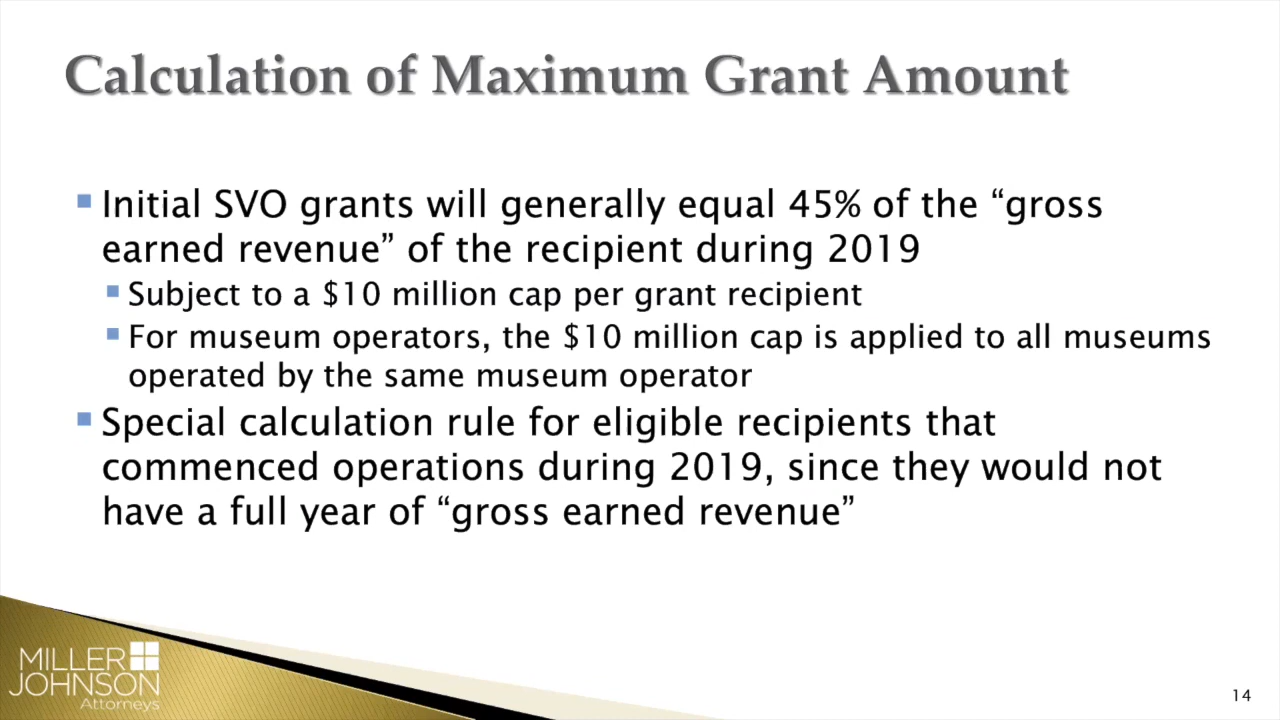 Calculation of Maximum Grant Amount
Initial SVO grants will generally equal 45% of the “gross
earned revenue” of the recipient during 2019
Subject to a $10 million cap per grant recipient
For museum operators, the $10 million cap is applied to all museums
operated by the same museum operator
Special calculation rule for eligible recipients that
commenced operations during 2019, since they would not
have a full year of “gross earned revenue”
MILLER
JOHNSON
Attorneys
14